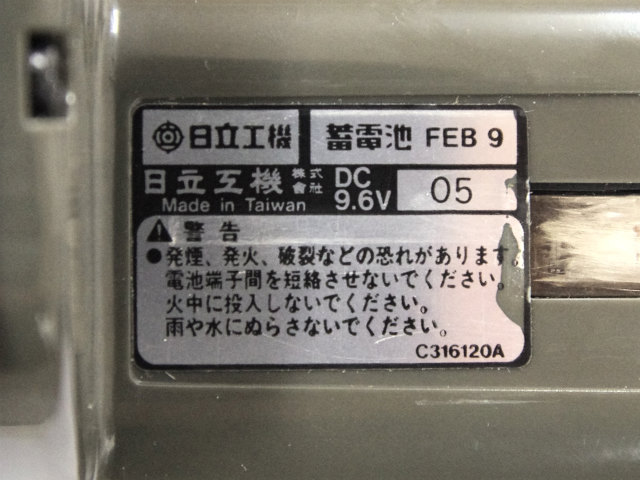 日立工機 蓄電池 FEB 9
日立工機 株式会社 DC 9.6V 05
Made in Taiwan
警告
●発煙、発火、破裂などの恐れがあります。
電池端子間を短絡させないでください。
火中に投入しないでください。
雨や水にぬらさないでください。
C316120A